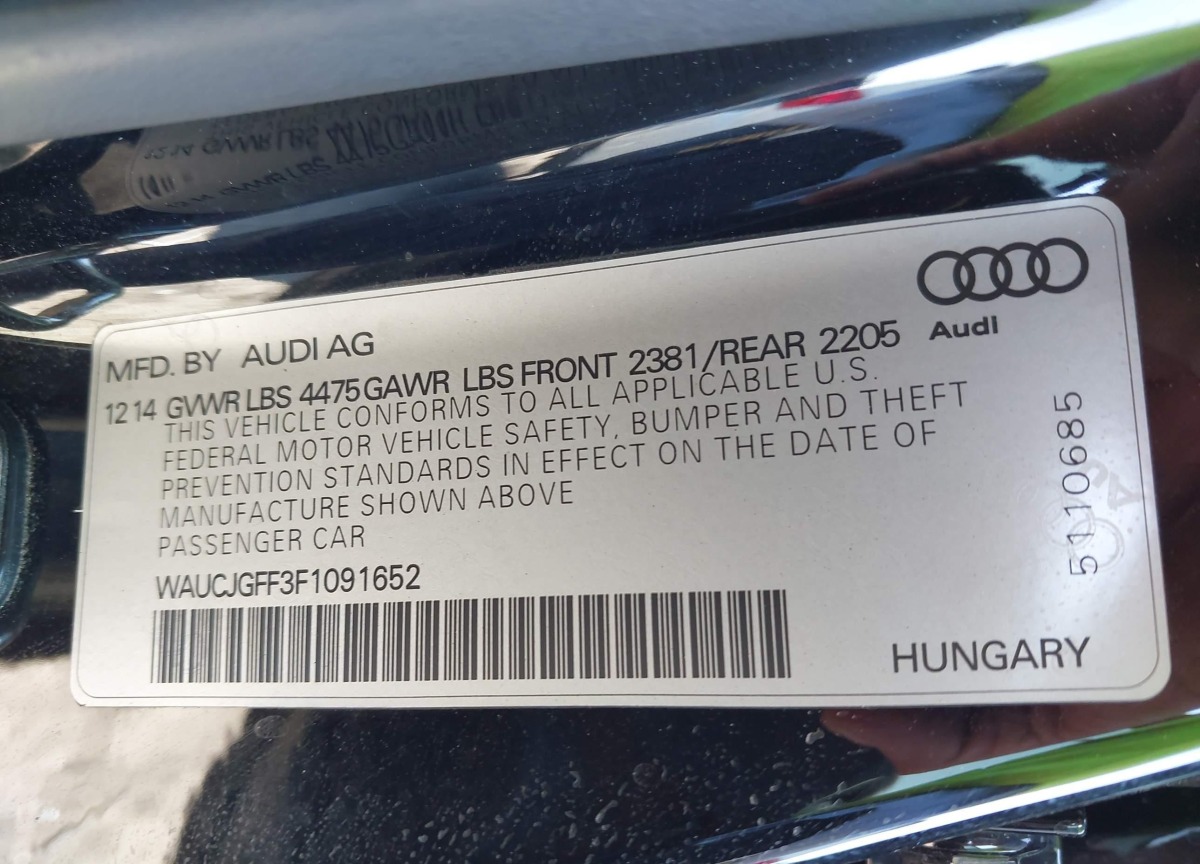 MFD. BY AUDI AG
12 14 GVWR LBS 4475 GAWR LBS FRONT 2381/REAR 2205
THIS VEHICLE CONFORMS TO ALL APPLICABLE U.S.
FEDERAL MOTOR VEHICLE SAFETY, BUMPER AND THEFT
PREVENTION STANDARDS IN EFFECT ON THE DATE OF
MANUFACTURE SHOWN ABOVE
PASSENGER CAR
WAUCJGFF3F1091652
Audi
5110685
HUNGARY